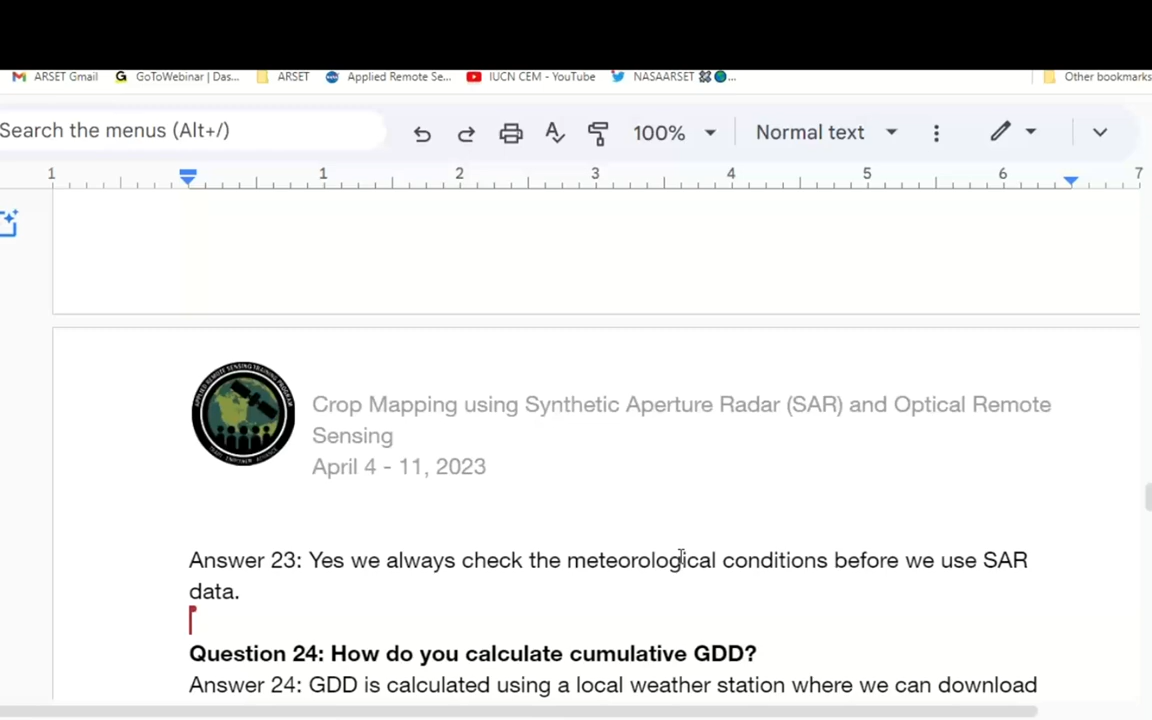 ARSET Gmail GoToWebinar | Das... ARSET Applied Remote Se... IUCN CEM - YouTube NASAARSET 🛰🌎... Other bookmarks
Search the menus (Alt+/) 100% Normal text
1 1 2 3 4 5 6 7
Crop Mapping using Synthetic Aperture Radar (SAR) and Optical Remote
Sensing
April 4 - 11, 2023
Answer 23: Yes we always check the meteorological conditions before we use SAR
data.
Question 24: How do you calculate cumulative GDD?
Answer 24: GDD is calculated using a local weather station where we can download